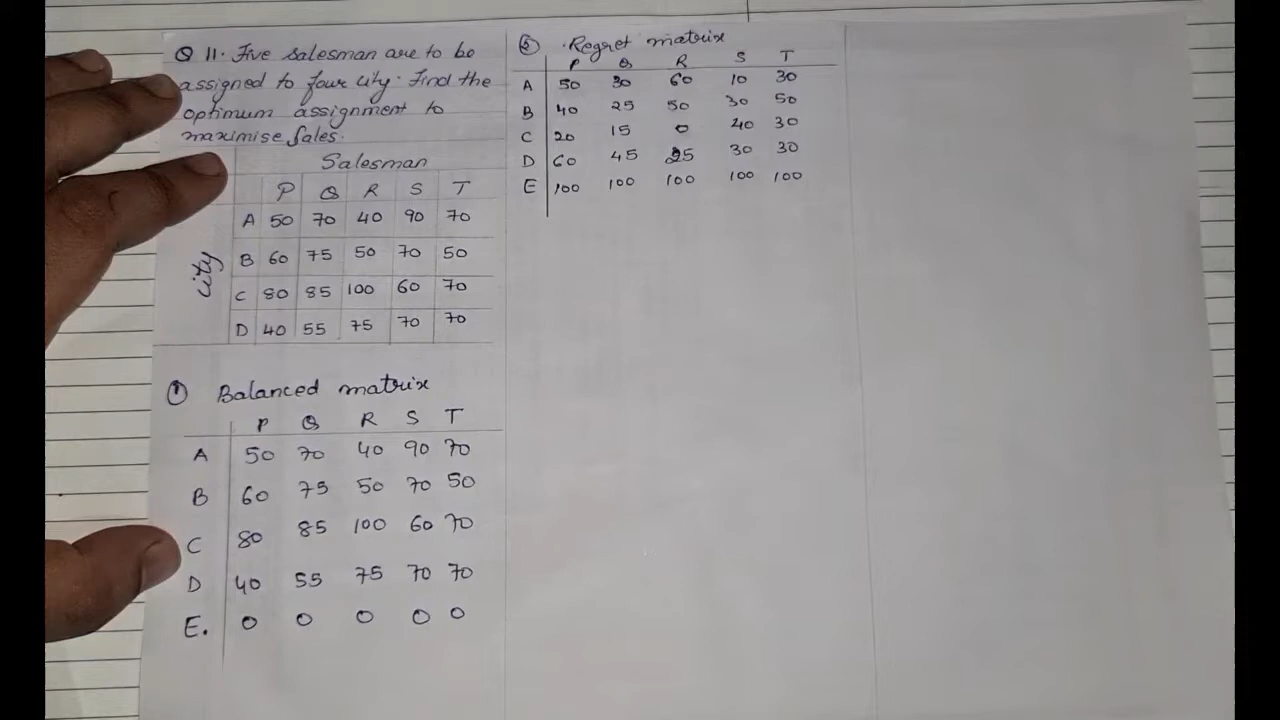 Q 11. Five salesman are to be
assigned to four city. Find the
optimum assignment to
maximise Sales.
Salesman
P Q R S T
city
A 50 70 40 90 70
B 60 75 50 70 50
C 80 85 100 60 70
D 40 55 75 70 70
① Balanced matrix
P Q R S T
A 50 70 40 90 70
B 60 75 50 70 50
C 80 85 100 60 70
D 40 55 75 70 70
E. 0 0 0 0 0
② Regret matrix
P Q R S T
A 50 30 60 10 30
B 40 25 50 30 50
C 20 15 0 40 30
D 60 45 25 30 30
E 100 100 100 100 100